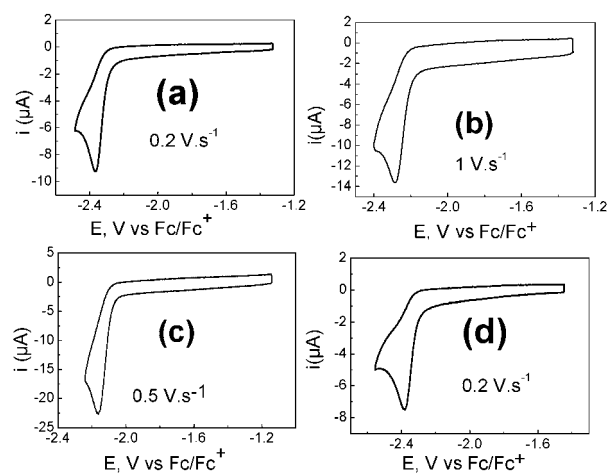 (a)
0.2 V.s-1
i (µA)
0
-2
-4
-6
-8
-10
-2.4 -2.0 -1.6 -1.2
E, V vs Fc/Fc+
(b)
1 V.s-1
i(µA)
2
0
-2
-4
-6
-8
-10
-12
-14
-2.4 -2.0 -1.6 -1.2
E, V vs Fc/Fc+
(c)
0.5 V.s-1
i (µA)
5
0
-5
-10
-15
-20
-25
-2.4 -2.1 -1.8 -1.5 -1.2
E, V vs Fc/Fc+
(d)
0.2 V.s-1
i(µA)
2
0
-2
-4
-6
-8
-2.4 -2.0 -1.6
E, V vs Fc/Fc+